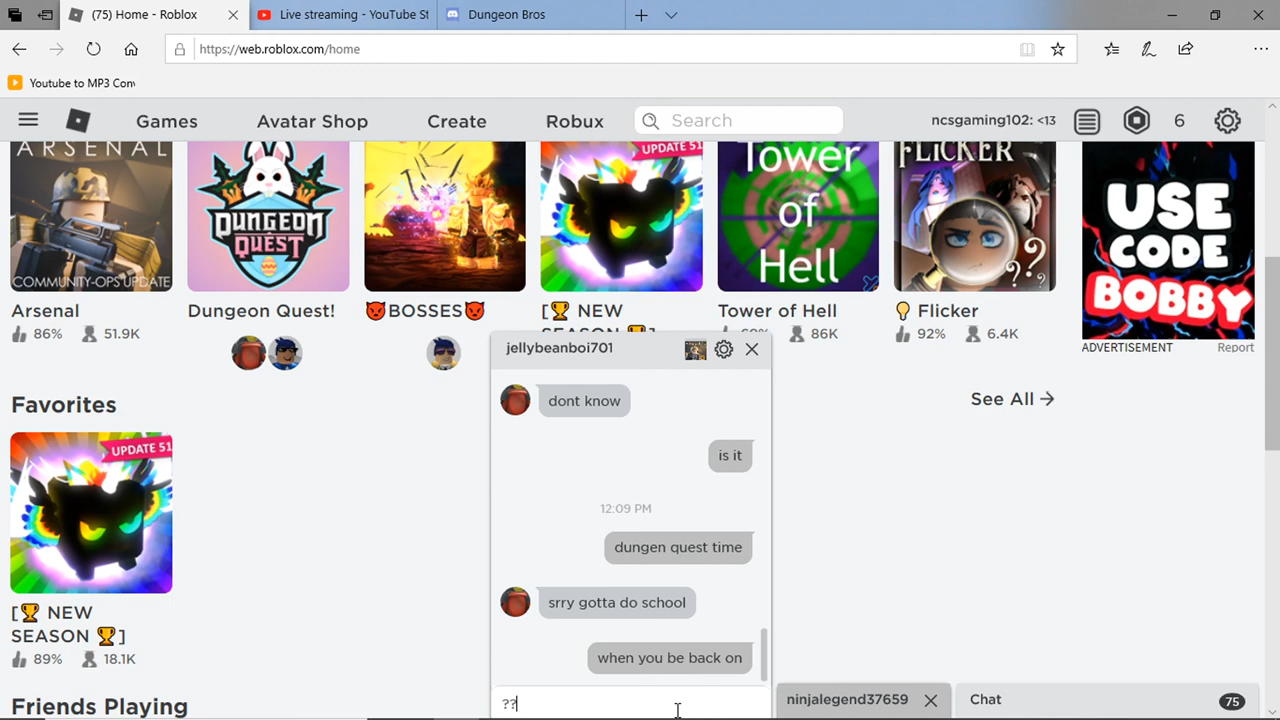 (75) Home - Roblox
Live streaming - YouTube St
Dungeon Bros
https://web.roblox.com/home
Youtube to MP3 Conv
Games
Avatar Shop
Create
Robux
Search
ncsgaming102: <13
6
ARSENAL
COMMUNITY-OPS UPDATE
DUNGEON
QUEST
UPDATE 51
Tower
of
Hell
FLICKER
??
USE
CODE
BOBBY
Arsenal
86%
51.9K
Dungeon Quest!
😈BOSSES😈
[🏆 NEW
SEASON 🏆]
Tower of Hell
86K
💡 Flicker
92%
6.4K
ADVERTISEMENT
Report
Favorites
See All →
UPDATE 51
[🏆 NEW
SEASON 🏆]
89%
18.1K
Friends Playing
jellybeanboi701
dont know
is it
12:09 PM
dungen quest time
srry gotta do school
when you be back on
??
ninjalegend37659
Chat
75